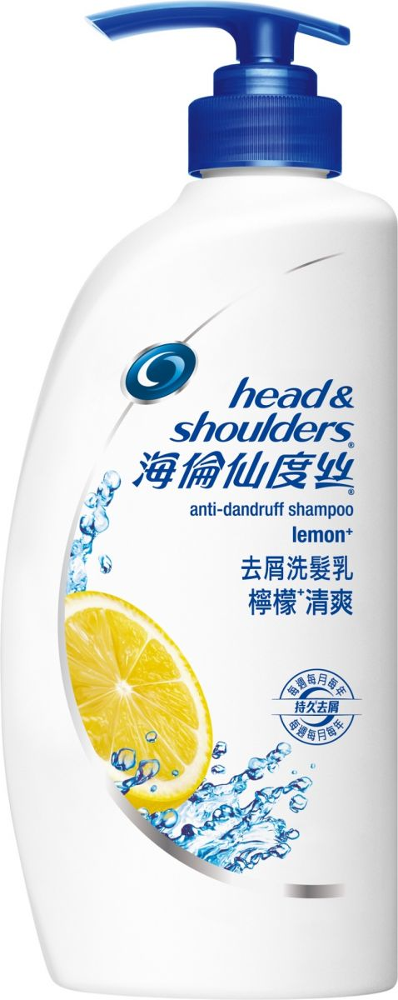 head &
shoulders®
海倫仙度丝®
anti-dandruff shampoo
lemon+
去屑洗髮乳
檸檬+清爽
每週每月每年
持久去屑
每週每月每年